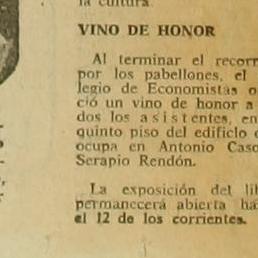 la cultura.
VINO DE HONOR
Al terminar el recorr
por los pabellones, el
legio de Economistas o
ció un vino de honor a
dos los asistentes, en
quinto piso del edificio
ocupa en Antonio Caso
Serapio Rendón.
La exposición del lib
permanecerá abierta ha
el 12 de los corrientes.